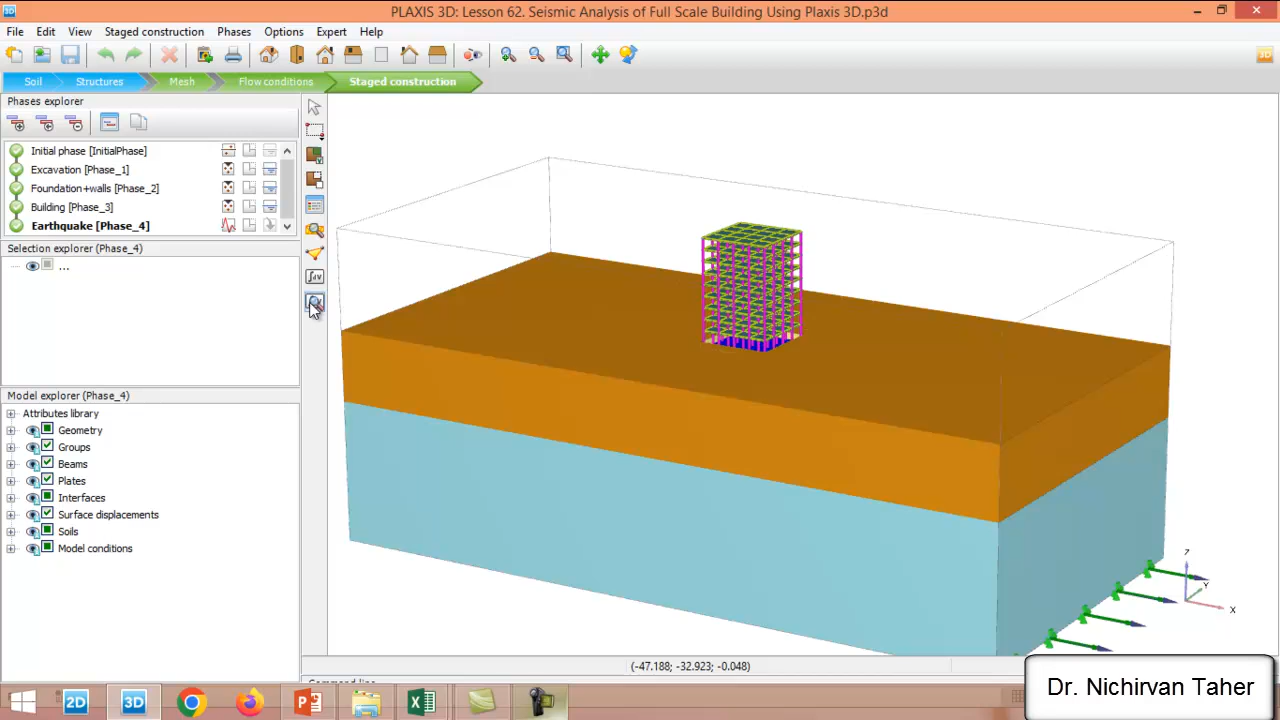 PLAXIS 3D: Lesson 62. Seismic Analysis of Full Scale Building Using Plaxis 3D.p3d
File Edit View Staged construction Phases Options Expert Help
Soil Structures Mesh Flow conditions Staged construction
Phases explorer
Initial phase [InitialPhase]
Excavation [Phase_1]
Foundation+walls [Phase_2]
Building [Phase_3]
Earthquake [Phase_4]
Selection explorer (Phase_4)
...
Model explorer (Phase_4)
Attributes library
Geometry
Groups
Beams
Plates
Interfaces
Surface displacements
Soils
Model conditions
Z
Y
X
(-47.188; -32.923; -0.048)
Dr. Nichirvan Taher
2D 3D